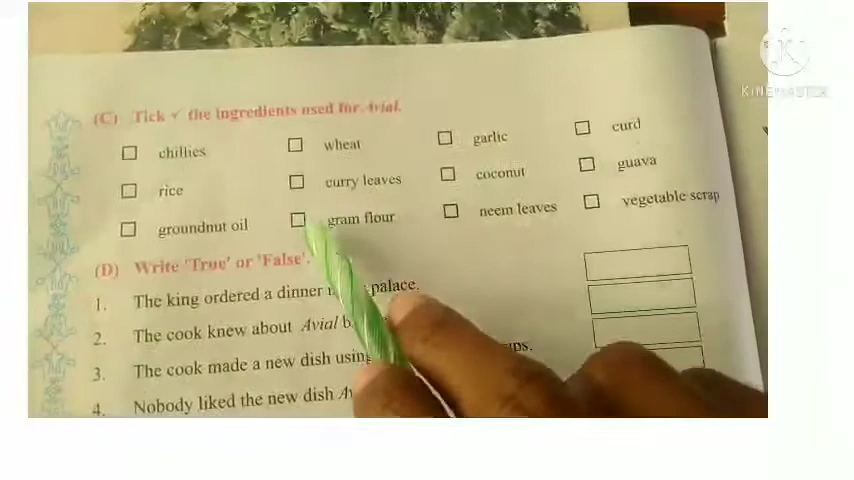 KINEMASTER
(C) Tick ✓ the ingredients used for Avial.
chillies wheat garlic curd
rice curry leaves coconut guava
groundnut oil gram flour neem leaves vegetable scrap
(D) Write 'True' or 'False'.
1. The king ordered a dinner palace.
2. The cook knew about Avial
3. The cook made a new dish using
4. Nobody liked the new dish